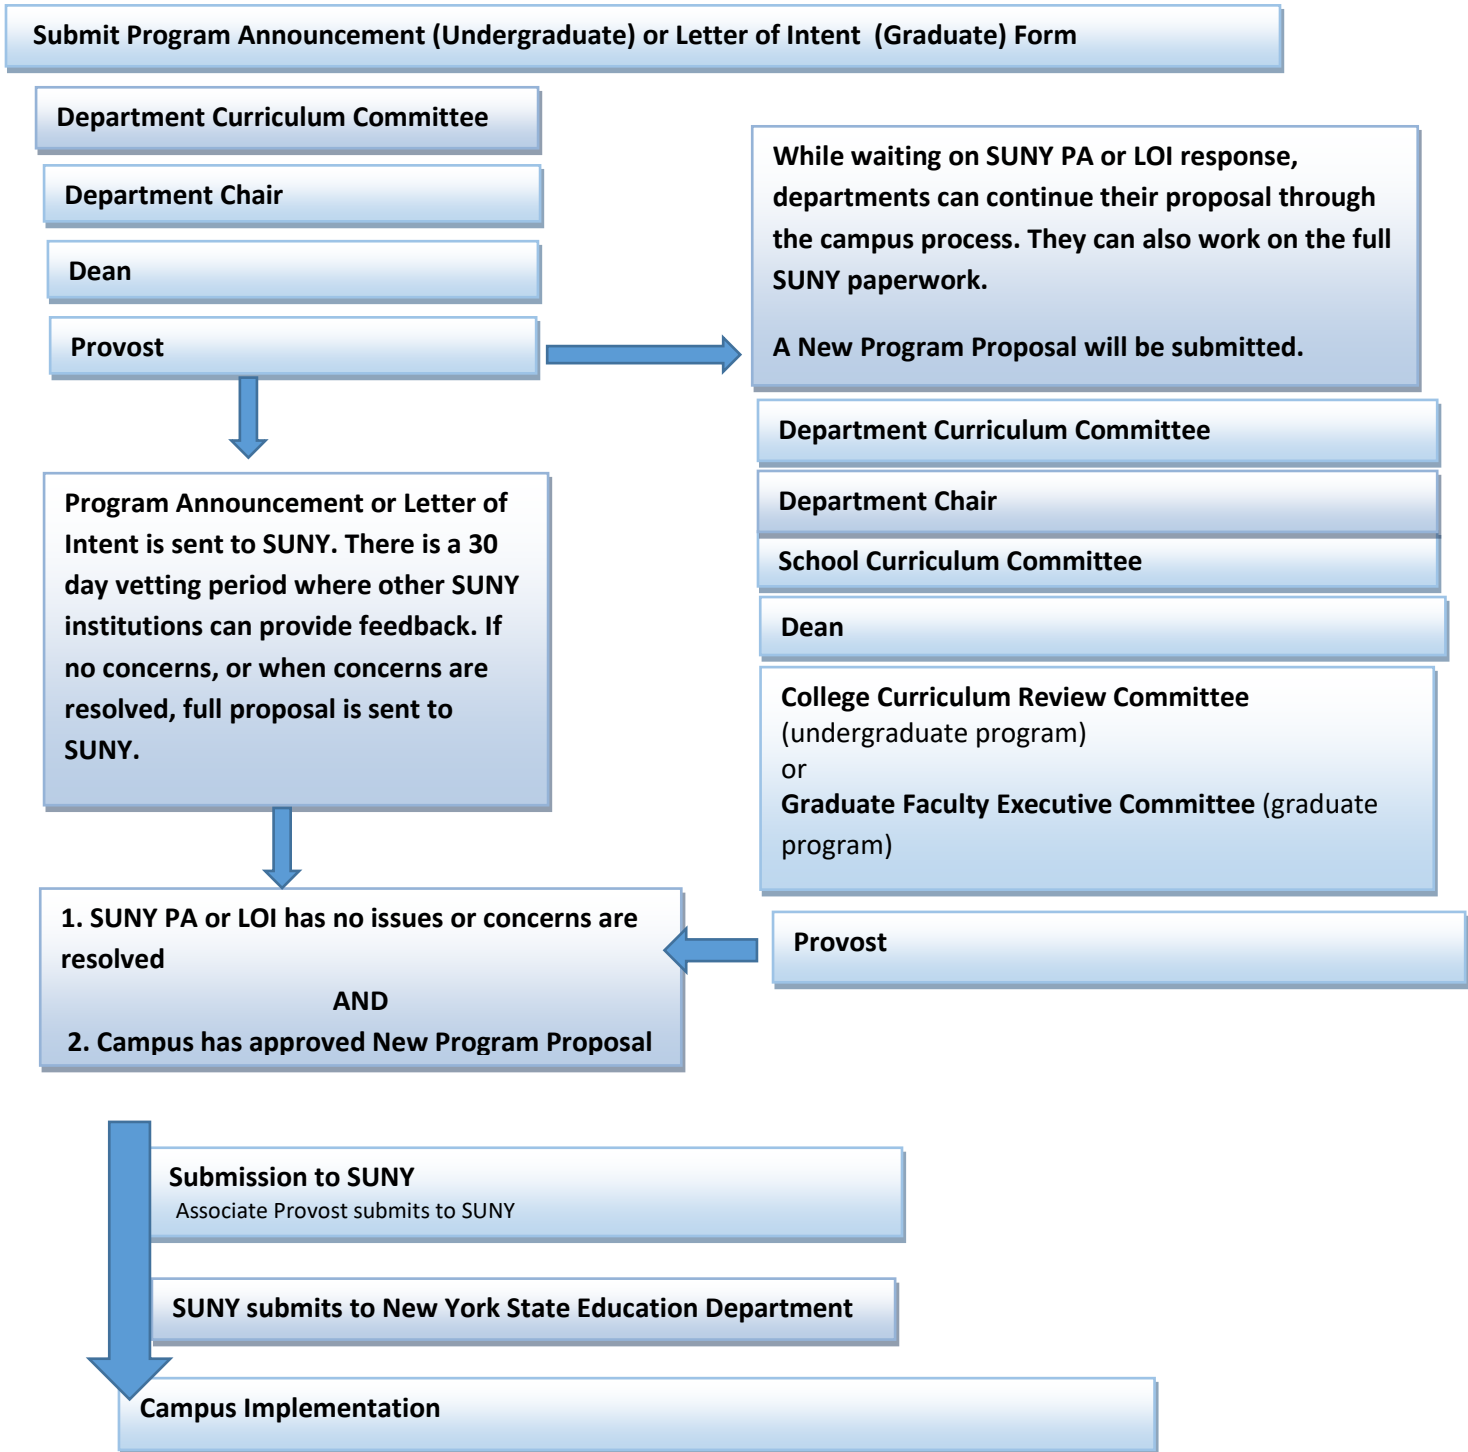 Submit Program Announcement (Undergraduate) or Letter of Intent (Graduate) Form
Department Curriculum Committee
Department Chair
Dean
Provost
While waiting on SUNY PA or LOI response,
departments can continue their proposal through
the campus process. They can also work on the full
SUNY paperwork.
A New Program Proposal will be submitted.
Department Curriculum Committee
Department Chair
School Curriculum Committee
Dean
College Curriculum Review Committee
(undergraduate program)
or
Graduate Faculty Executive Committee (graduate
program)
Provost
Program Announcement or Letter of
Intent is sent to SUNY. There is a 30
day vetting period where other SUNY
institutions can provide feedback. If
no concerns, or when concerns are
resolved, full proposal is sent to
SUNY.
1. SUNY PA or LOI has no issues or concerns are
resolved
AND
2. Campus has approved New Program Proposal
Submission to SUNY
Associate Provost submits to SUNY
SUNY submits to New York State Education Department
Campus Implementation